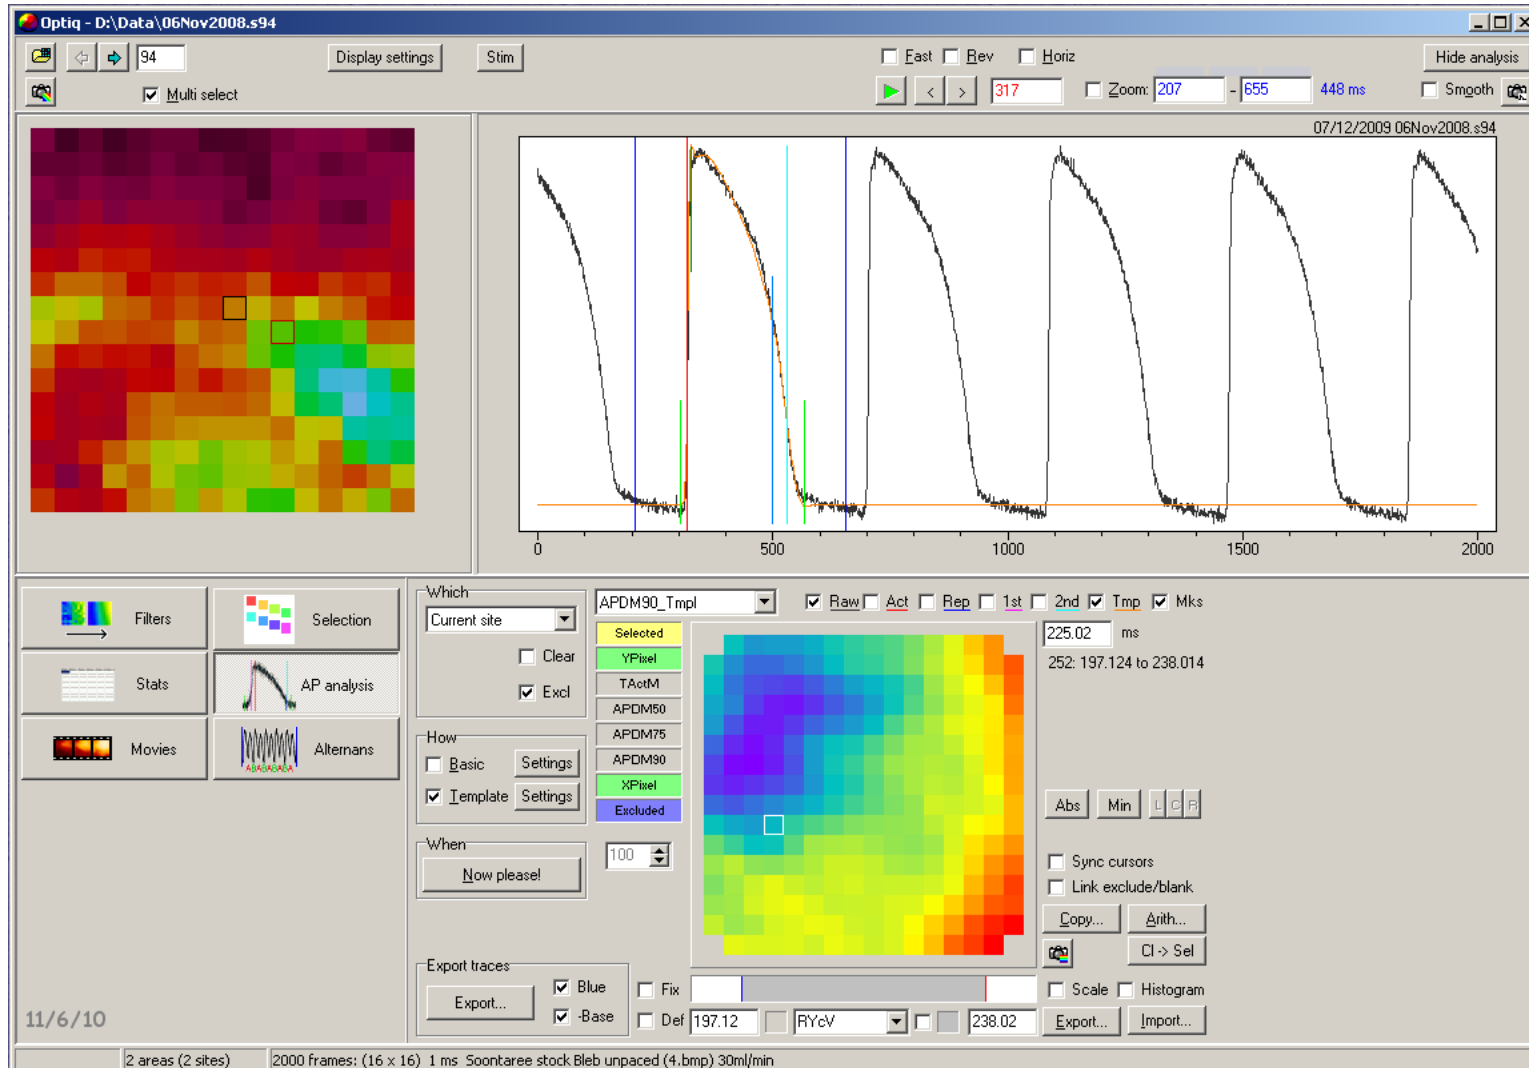 Optiq - D:\Data\06Nov2008.s94
94
Display settings
Stim
Fast Rev Horiz
Hide analysis
Multi select
< > 317
Zoom: 207 - 655 448 ms
Smooth
07/12/2009 06Nov2008.s94
0 500 1000 1500 2000
Filters
Selection
Stats
AP analysis
Movies
Alternans
ABABABABA
11/6/10
Which
Current site
Clear
Excl
How
Basic Settings
Template Settings
When
Now please!
Export traces
Export...
Blue
-Base
APDM90_Tmpl
Raw Act Rep 1st 2nd Tmp Mks
Selected
YPixel
TActM
APDM50
APDM75
APDM90
XPixel
Excluded
100
225.02 ms
252: 197.124 to 238.014
Abs Min L C R
Sync cursors
Link exclude/blank
Copy... Arith...
Cl -> Sel
Fix
Scale Histogram
Def 197.12 RYcV 238.02
Export... Import...
2 areas (2 sites) 2000 frames: (16 x 16) 1 ms Soontaree stock Bleb unpaced (4.bmp) 30ml/min